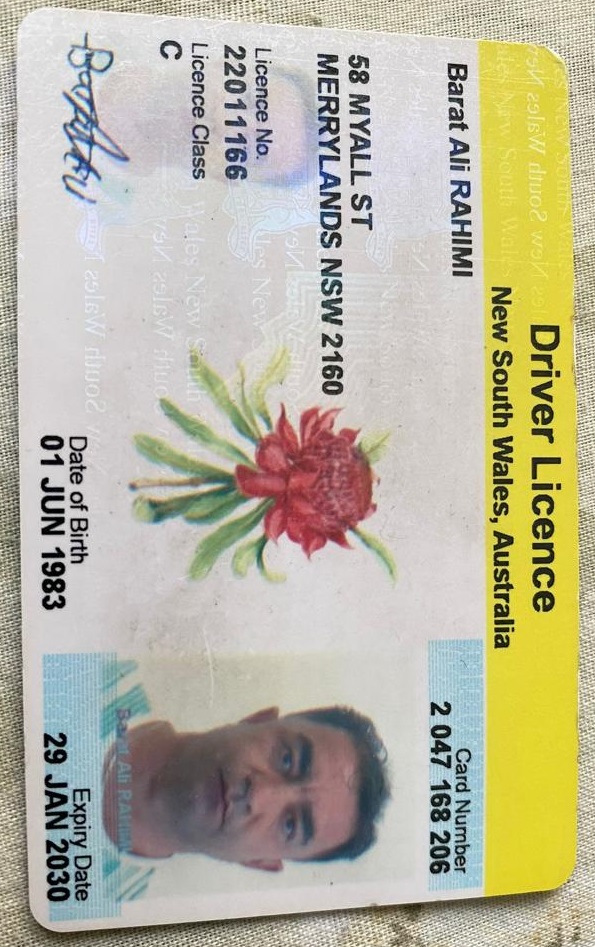 Driver Licence
New South Wales, Australia
Barat Ali RAHIMI
Card Number
2 047 168 206
58 MYALL ST
MERRYLANDS NSW 2160
Licence No.
22011166
Licence Class
C
Date of Birth
01 JUN 1983
Expiry Date
29 JAN 2030
Barat Ali RAHIMI